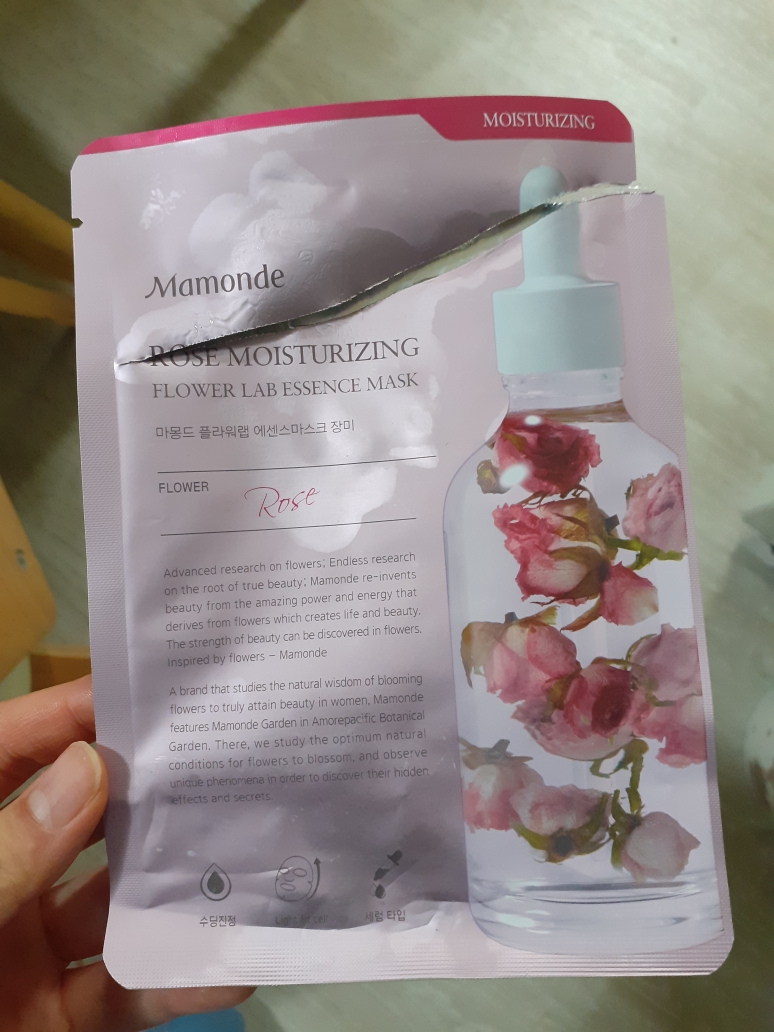 MOISTURIZING
Mamonde
ROSE MOISTURIZING
FLOWER LAB ESSENCE MASK
마몽드 플라워랩 에센스마스크 장미
FLOWER
Rose
Advanced research on flowers; Endless research
on the root of true beauty; Mamonde re-invents
beauty from the amazing power and energy that
derives from flowers which creates life and beauty.
The strength of beauty can be discovered in flowers.
Inspired by flowers - Mamonde
A brand that studies the natural wisdom of blooming
flowers to truly attain beauty in women, Mamonde
features Mamonde Garden in Amorepacific Botanical
Garden. There, we study the optimum natural
conditions for flowers to blossom, and observe
unique phenomena in order to discover their hidden
effects and secrets.
수딩진정
세럼 타입